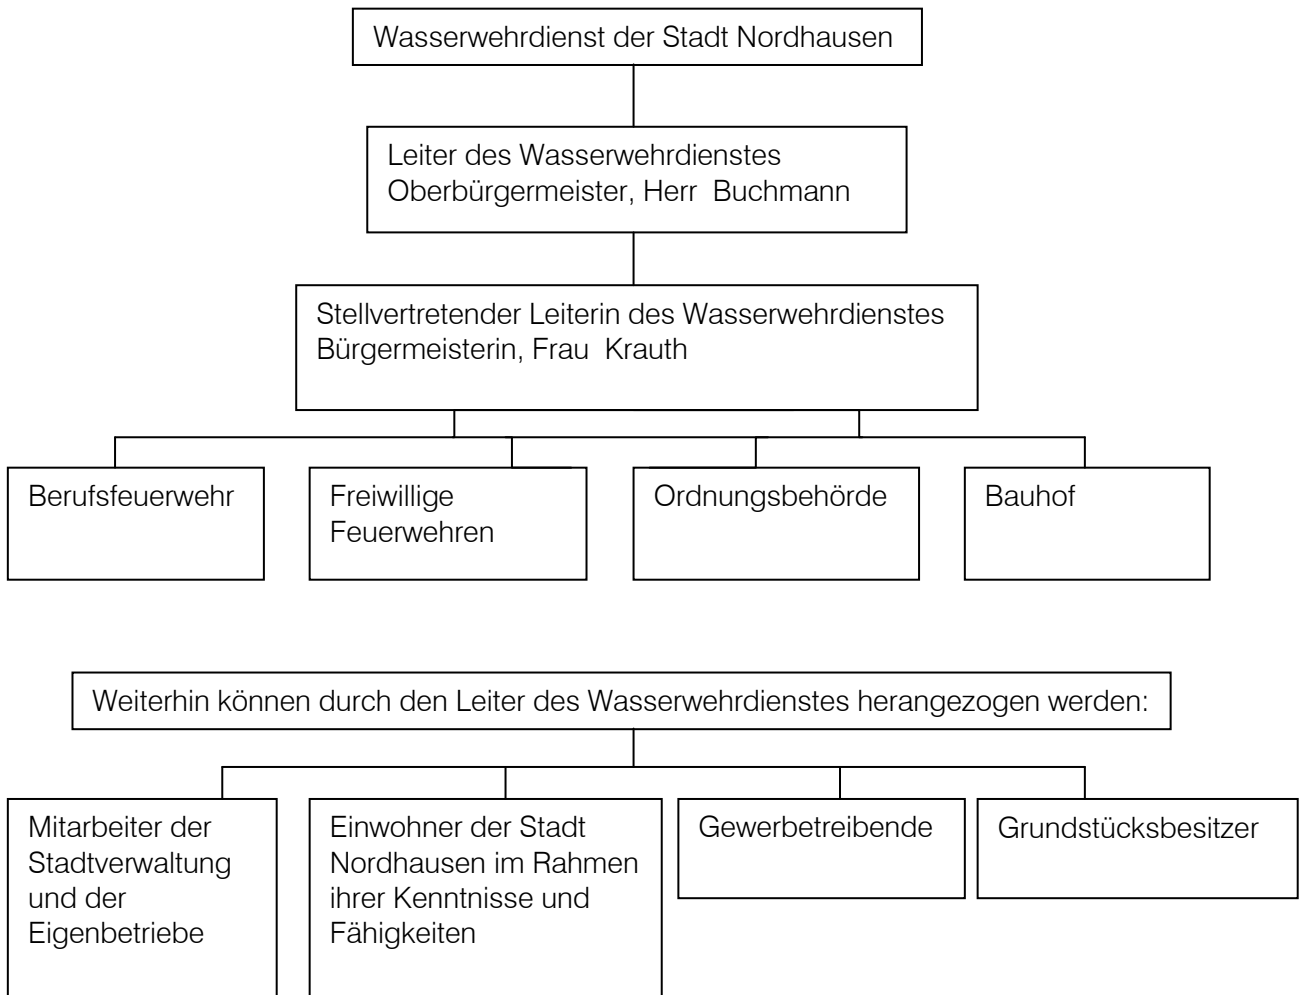 Wasserwehrdienst der Stadt Nordhausen
Leiter des Wasserwehrdienstes
Oberbürgermeister, Herr  Buchmann
Stellvertretender Leiterin des Wasserwehrdienstes
Bürgermeisterin, Frau  Krauth
Berufsfeuerwehr
Freiwillige
Feuerwehren
Ordnungsbehörde
Bauhof
Weiterhin können durch den Leiter des Wasserwehrdienstes herangezogen werden:
Mitarbeiter der
Stadtverwaltung
und der
Eigenbetriebe
Einwohner der Stadt
Nordhausen im Rahmen
ihrer Kenntnisse und
Fähigkeiten
Gewerbetreibende
Grundstücksbesitzer